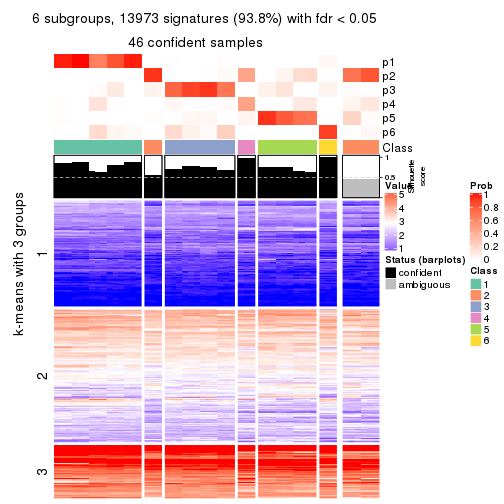 6 subgroups, 13973 signatures (93.8%) with fdr < 0.05
46 confident samples
p1
p2
p3
p4
p5
p6
Class
1
0.5
0
Silhouette
score
k-means with 3 groups
1
2
3
Value
5
4
3
2
1
Status (barplots)
confident
ambiguous
Prob
1
0.8
0.6
0.4
0.2
0
Class
1
2
3
4
5
6